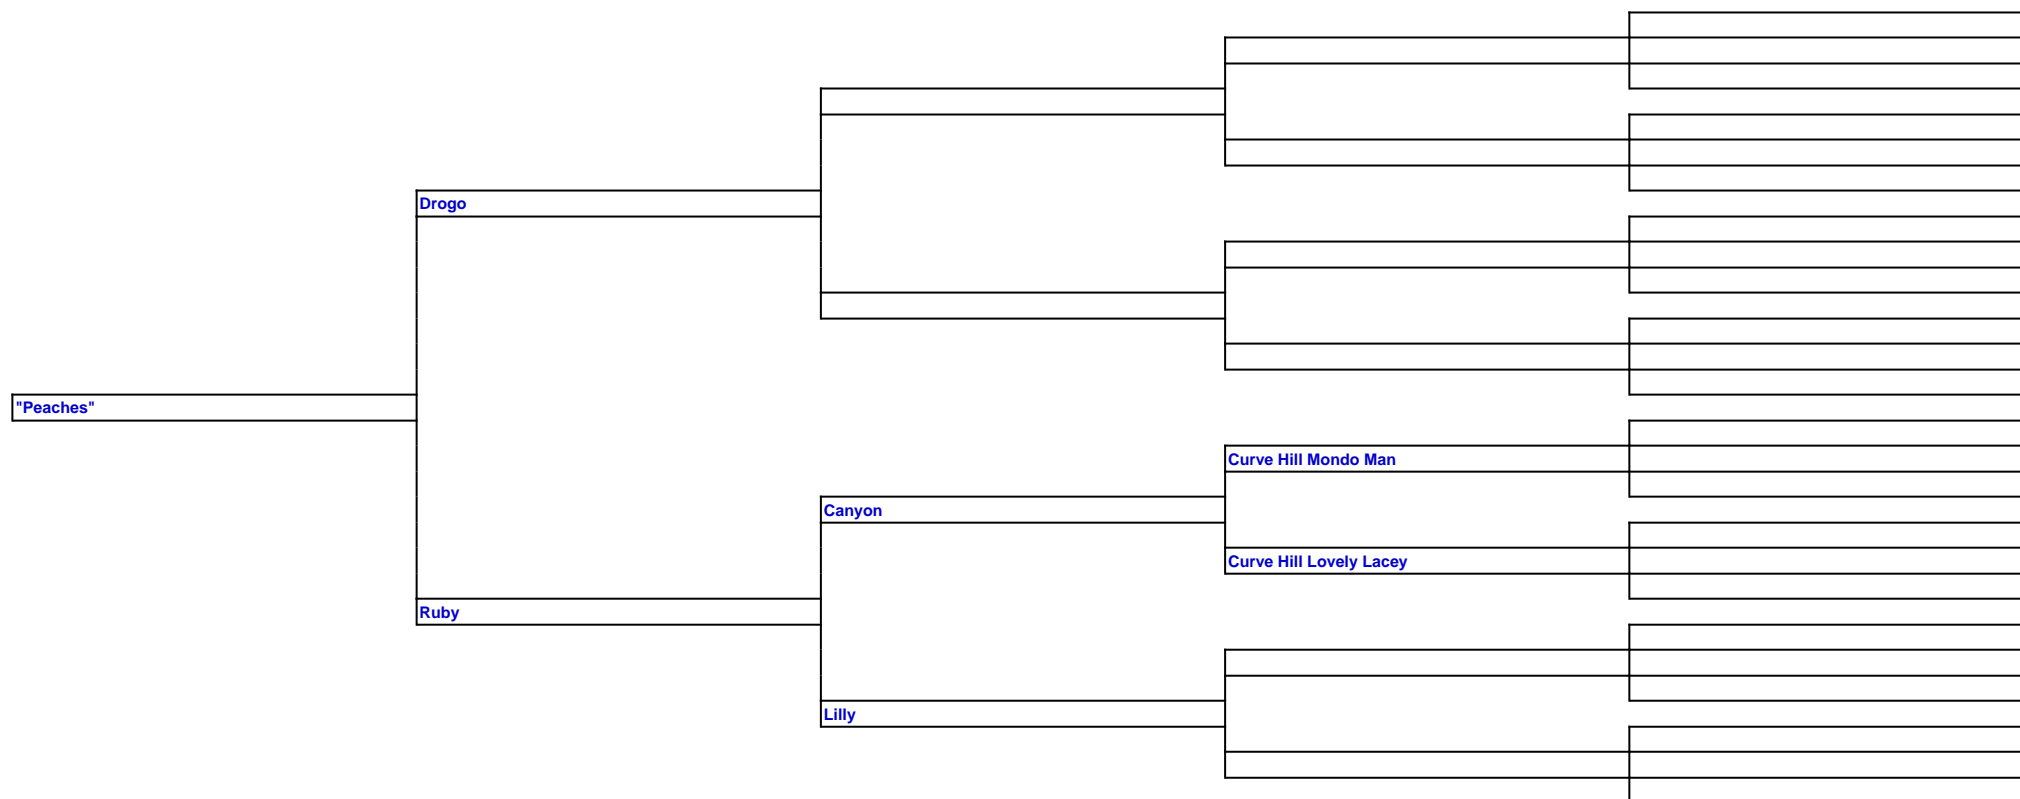 Drogo
"Peaches"
Curve Hill Mondo Man
Canyon
Curve Hill Lovely Lacey
Ruby
Lilly